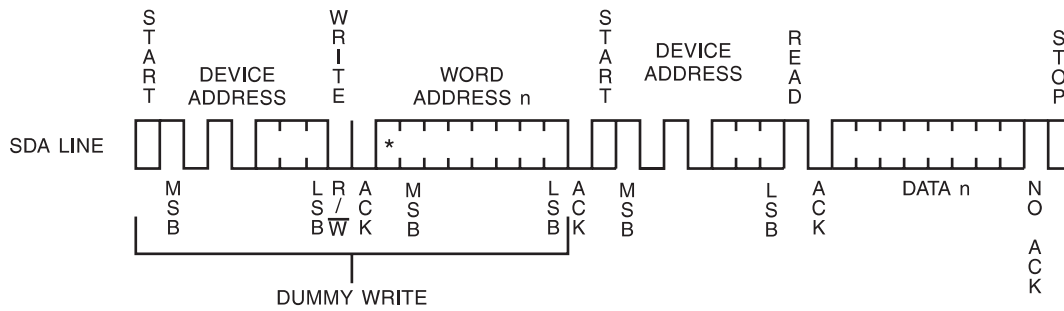 START
WRITE
START
READ
STOP
DEVICE
ADDRESS
WORD
ADDRESS n
DEVICE
ADDRESS
SDA LINE
*
MSB
LSB
R/W
ACK
MSB
LSB
ACK
MSB
LSB
ACK
DATA n
NO ACK
DUMMY WRITE